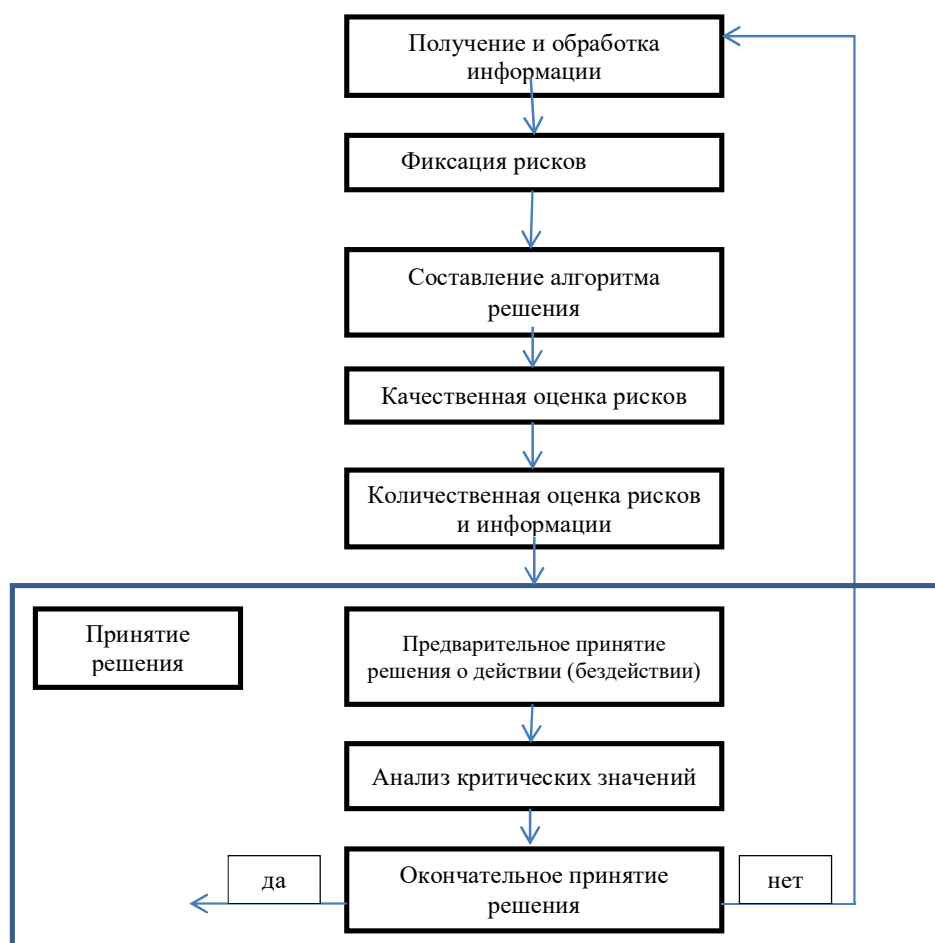 Получение и обработка
информации
Фиксация рисков
Составление алгоритма
решения
Качественная оценка рисков
Количественная оценка рисков
и информации
Принятие
решения
Предварительное принятие
решения о действии (бездействии)
Анализ критических значений
да
Окончательное принятие
решения
нет